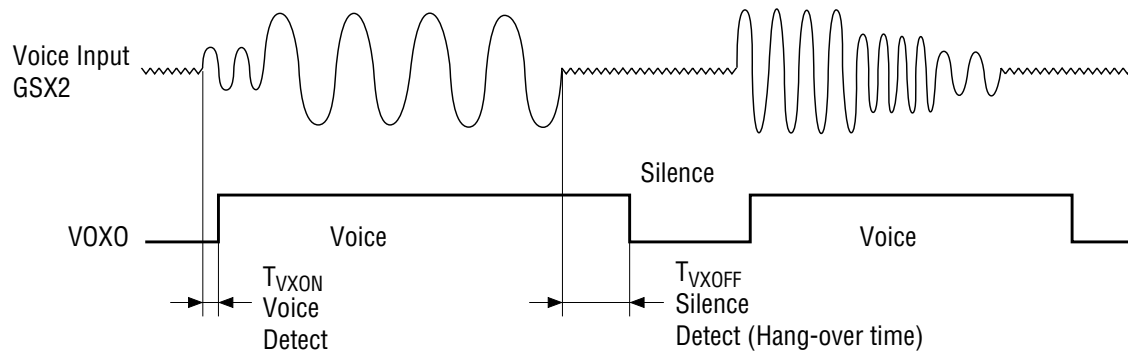 Voice Input
GSX2
Silence
VOXO
Voice
Voice
TVXON
Voice
Detect
TVXOFF
Silence
Detect (Hang-over time)